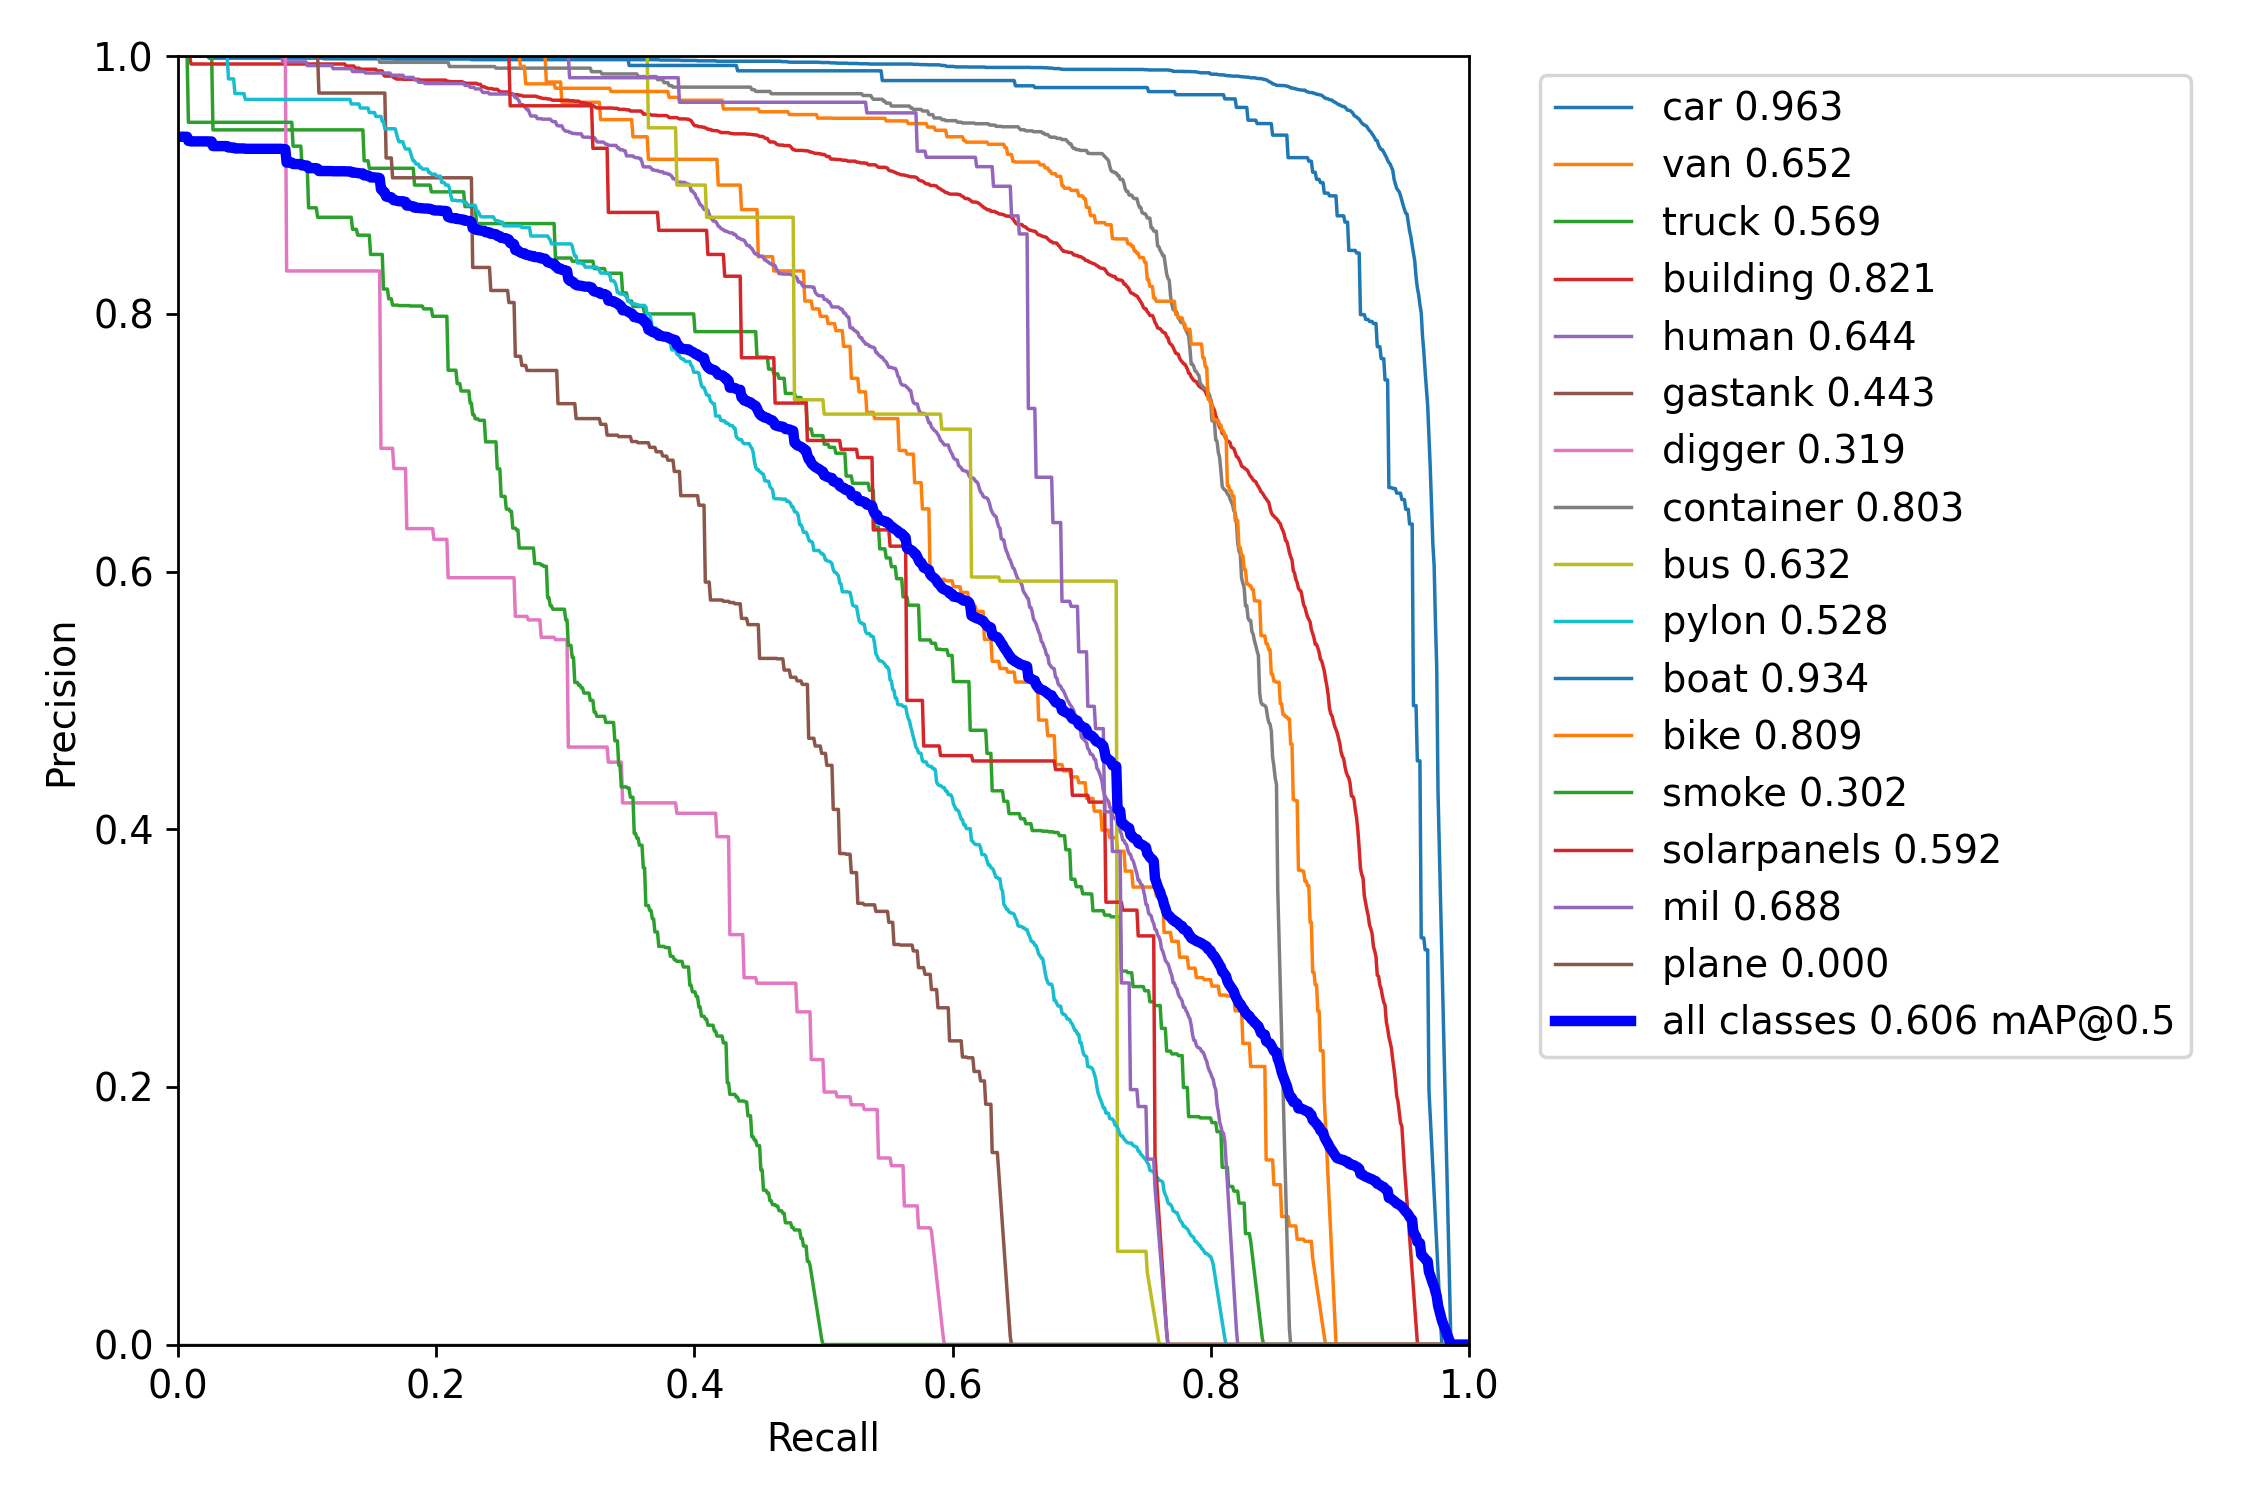 1.0
0.8
0.6
0.4
0.2
0.0
Precision
0.0 0.2 0.4 0.6 0.8 1.0
Recall
car 0.963
van 0.652
truck 0.569
building 0.821
human 0.644
gastank 0.443
digger 0.319
container 0.803
bus 0.632
pylon 0.528
boat 0.934
bike 0.809
smoke 0.302
solarpanels 0.592
mil 0.688
plane 0.000
all classes 0.606 mAP@0.5